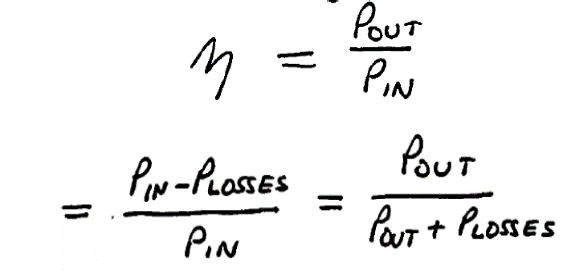 η = P_OUT / P_IN
= (P_IN - P_LOSSES) / P_IN = P_OUT / (P_OUT + P_LOSSES)